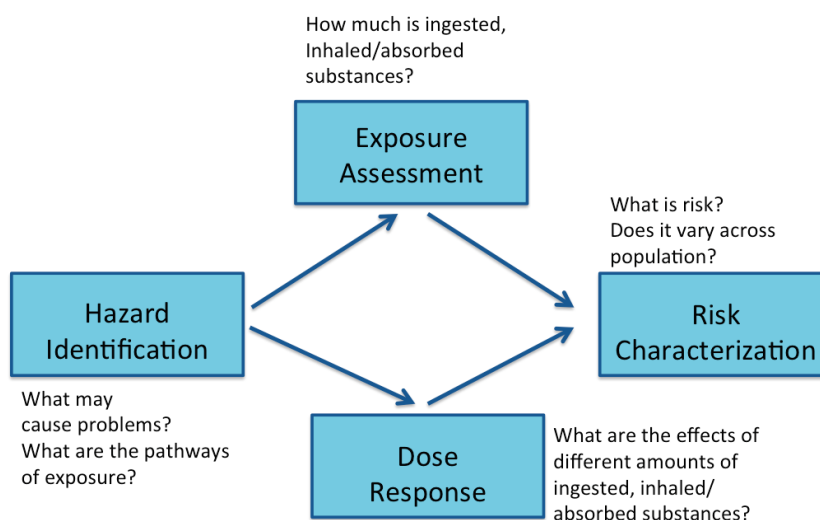 How much is ingested,
Inhaled/absorbed
substances?
Exposure
Assessment
What is risk?
Does it vary across
population?
Hazard
Identification
Risk
Characterization
What may
cause problems?
What are the pathways
of exposure?
Dose
Response
What are the effects of
different amounts of
ingested, inhaled/
absorbed substances?